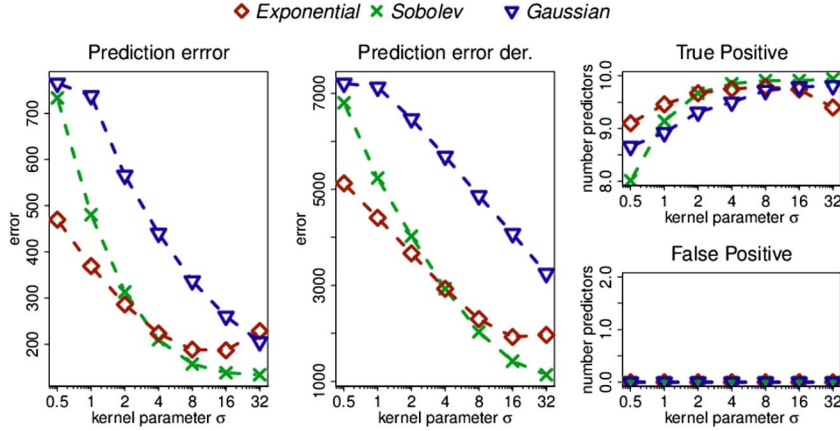 Exponential Sobolev Gaussian
Prediction errror
error
700
600
500
400
300
200
0.5 1 2 4 8 16 32
kernel parameter σ
Prediction error der.
error
7000
5000
3000
1000
0.5 1 2 4 8 16 32
kernel parameter σ
True Positive
number predictors
10.0
9.0
8.0
0.5 1 2 4 8 16 32
kernel parameter σ
False Positive
number predictors
2.0
1.0
0.0
0.5 1 2 4 8 16 32
kernel parameter σ